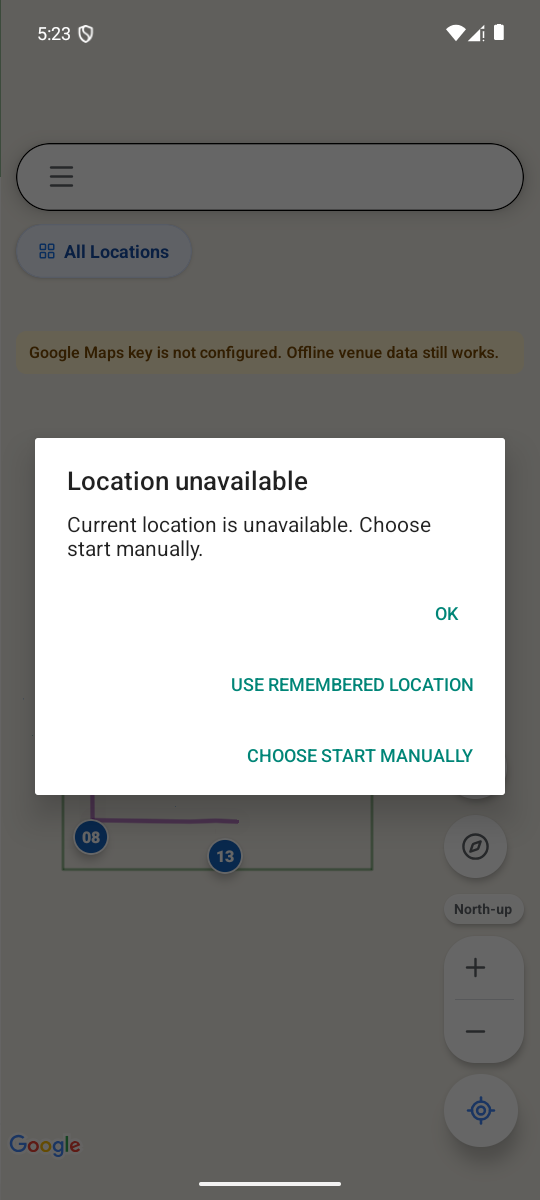 5:23
All Locations
Google Maps key is not configured. Offline venue data still works.
Location unavailable
Current location is unavailable. Choose
start manually.
OK
USE REMEMBERED LOCATION
CHOOSE START MANUALLY
08
13
North-up
Google